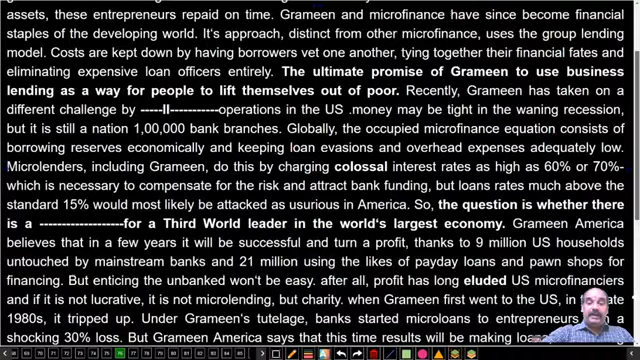 assets, these entrepreneurs repaid on time. Grameen and microfinance have since become financial
staples of the developing world. It's approach, distinct from other microfinance, uses the group lending
model. Costs are kept down by having borrowers vet one another, tying together their financial fates and
eliminating expensive loan officers entirely. The ultimate promise of Grameen to use business
lending as a way for people to lift themselves out of poor. Recently, Grameen has taken on a
different challenge by -----II-----------operations in the US .money may be tight in the waning recession,
but it is still a nation 1,00,000 bank branches. Globally, the occupied microfinance equation consists of
borrowing reserves economically and keeping loan evasions and overhead expenses adequately low.
Microlenders, including Grameen, do this by charging colossal interest rates as high as 60% or 70%-
which is necessary to compensate for the risk and attract bank funding, but loans rates much above the
standard 15% would most likely be attacked as usurious in America. So, the question is whether
there is a --------------------for a Third World leader in the world's largest economy. Grameen America
believes that in a few years it will be successful and turn a profit, thanks to 9 million US households
untouched by mainstream banks and 21 million using the likes of payday loans and pawn shops for
financing. But enticing the unbanked won't be easy. after all, profit has long eluded US microfinanciers
and if it is not lucrative, it is not microlending, but charity. when Grameen first went to the US, in
1980s, it tripped up. Under Grameen's tutelage, banks started microloans to entrepreneurs
shocking 30% loss. But Grameen America says that this time results will be making